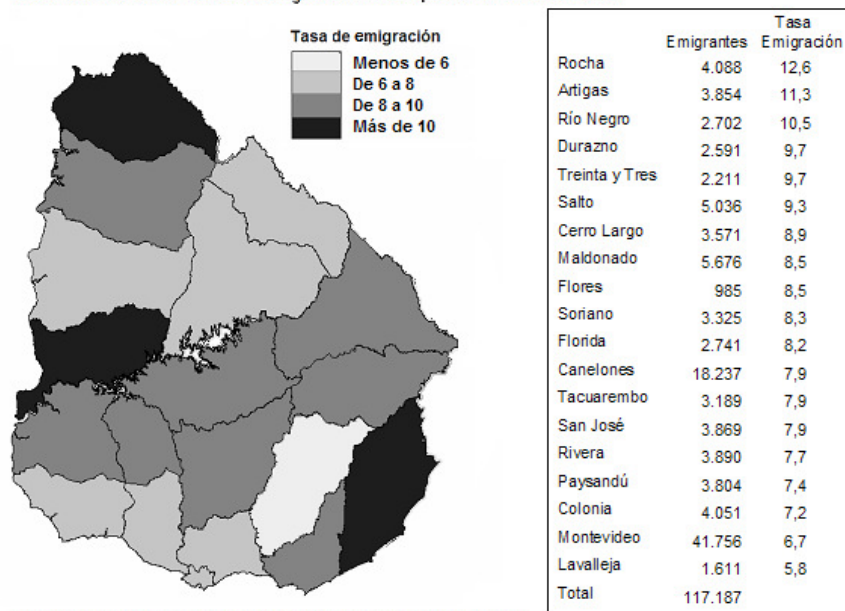 Tasa de emigración
Menos de 6
De 6 a 8
De 8 a 10
Más de 10
Emigrantes Tasa Emigración
Rocha 4.088 12,6
Artigas 3.854 11,3
Río Negro 2.702 10,5
Durazno 2.591 9,7
Treinta y Tres 2.211 9,7
Salto 5.036 9,3
Cerro Largo 3.571 8,9
Maldonado 5.676 8,5
Flores 985 8,5
Soriano 3.325 8,3
Florida 2.741 8,2
Canelones 18.237 7,9
Tacuarembo 3.189 7,9
San José 3.869 7,9
Rivera 3.890 7,7
Paysandú 3.804 7,4
Colonia 4.051 7,2
Montevideo 41.756 6,7
Lavalleja 1.611 5,8
Total 117.187